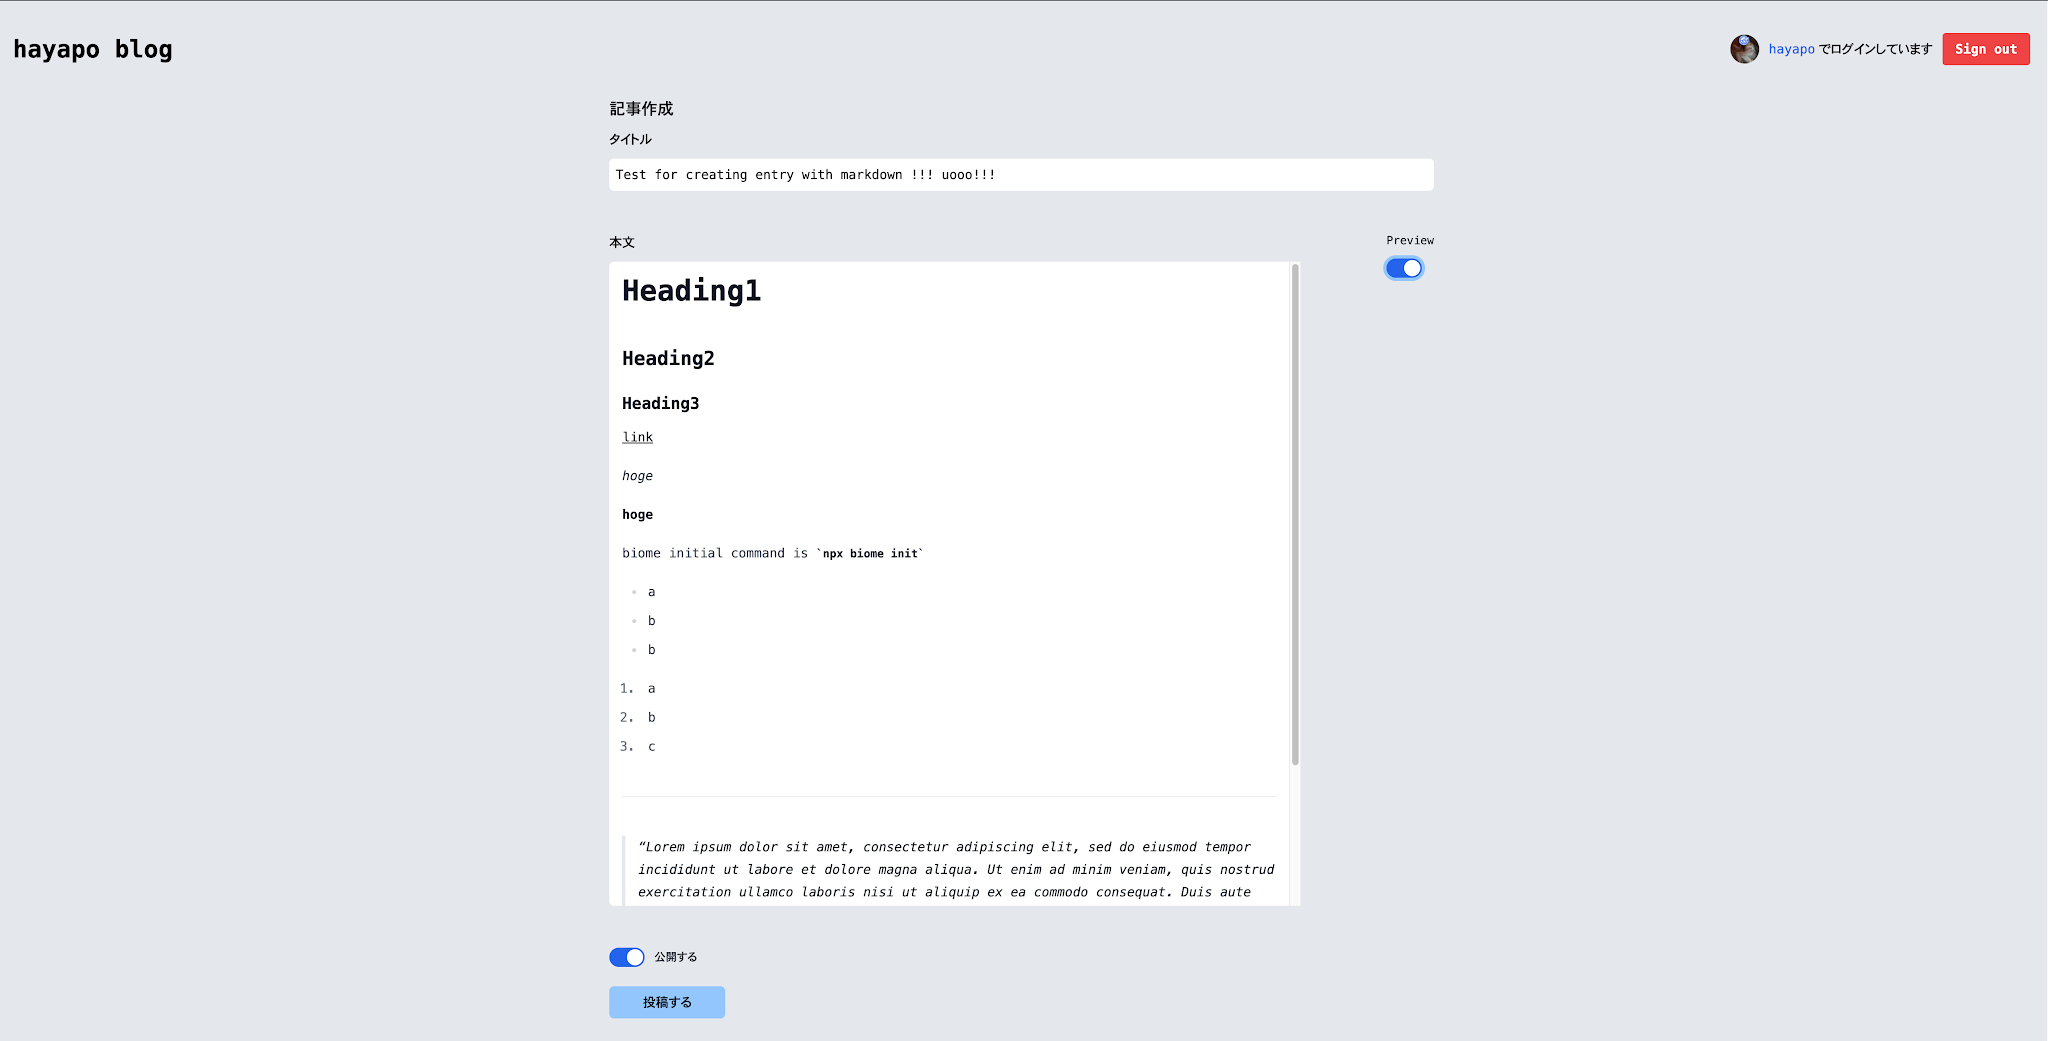 hayapo blog
hayapo でログインしています
Sign out
記事作成
タイトル
Test for creating entry with markdown !!! uooo!!!
本文
Preview
Heading1
Heading2
Heading3
link
hoge
hoge
biome initial command is `npx biome init`
• a
• b
• b
1. a
2. b
3. c
“Lorem ipsum dolor sit amet, consectetur adipiscing elit, sed do eiusmod tempor
incididunt ut labore et dolore magna aliqua. Ut enim ad minim veniam, quis nostrud
exercitation ullamco laboris nisi ut aliquip ex ea commodo consequat. Duis aute
公開する
投稿する